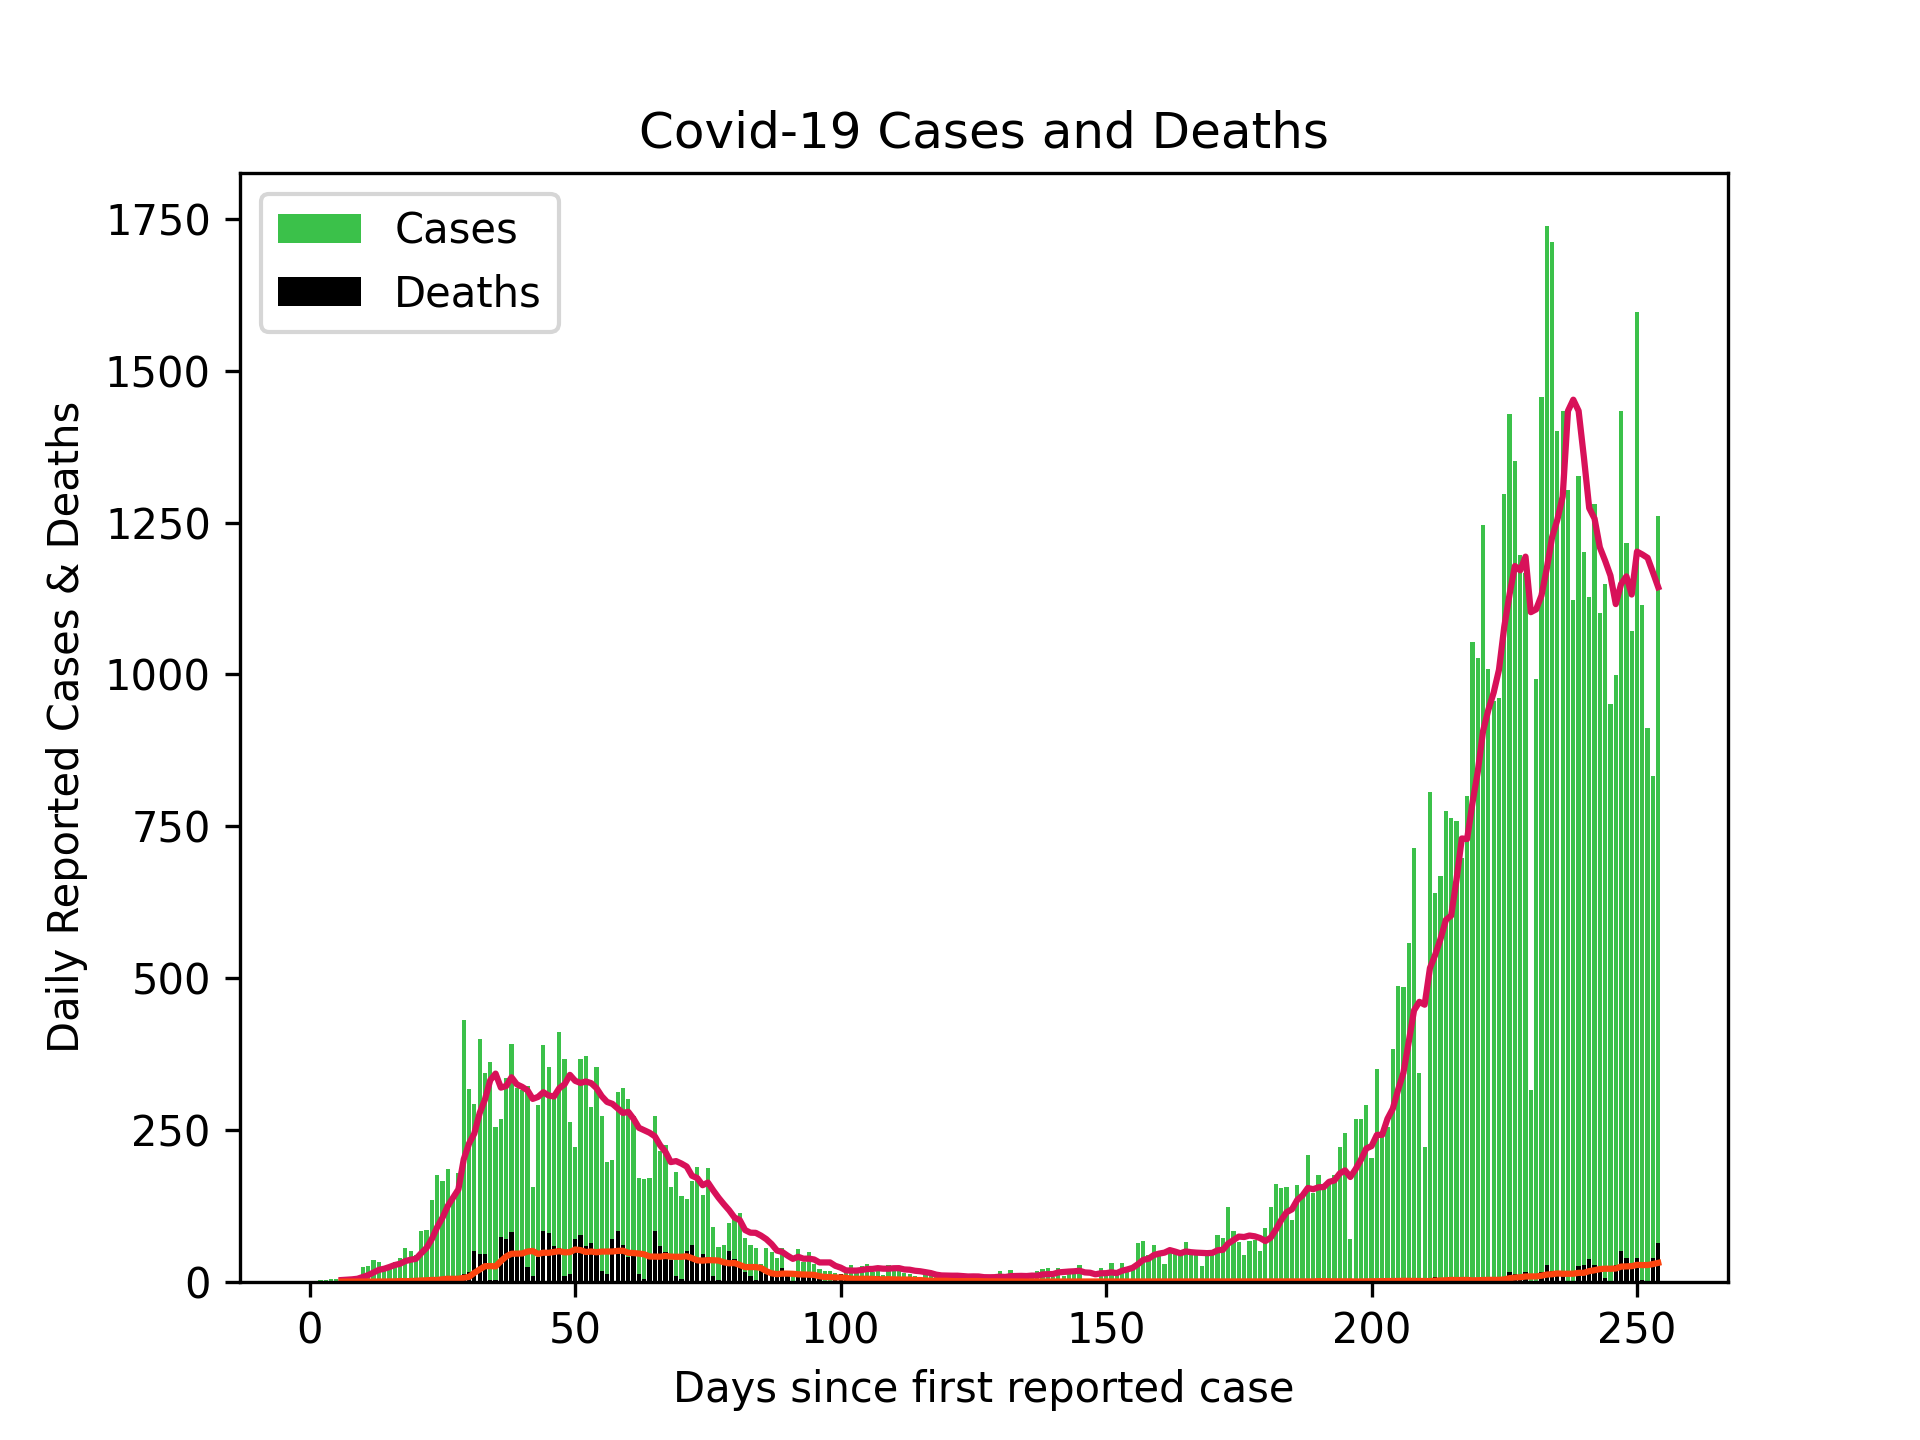 Covid-19 Cases and Deaths
Cases
Deaths
1750
1500
1250
1000
750
500
250
0
Daily Reported Cases & Deaths
0 50 100 150 200 250
Days since first reported case